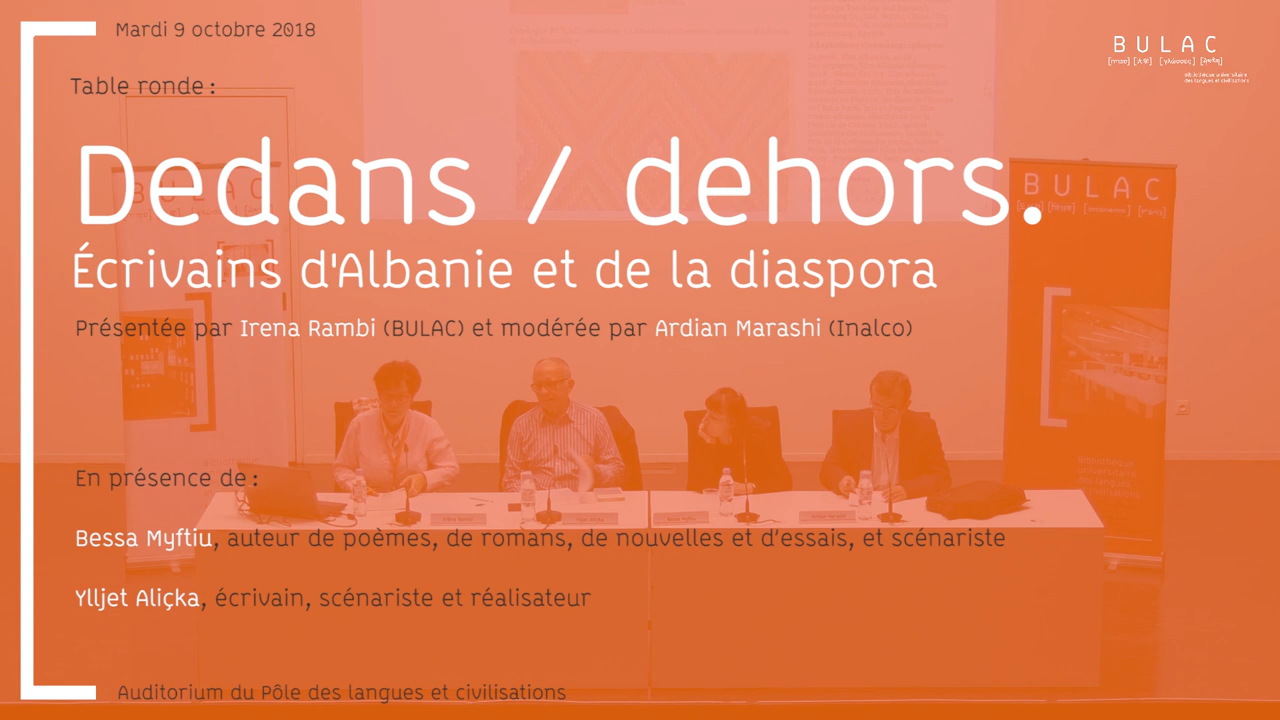 Mardi 9 octobre 2018
BULAC
Table ronde :
Dedans / dehors.
BULAC
Écrivains d'Albanie et de la diaspora
Présentée par Irena Rambi (BULAC) et modérée par Ardian Marashi (Inalco)
En présence de :
Bessa Myftiu, auteur de poèmes, de romans, de nouvelles et d'essais, et scénariste
Ylljet Aliçka, écrivain, scénariste et réalisateur
Auditorium du Pôle des langues et civilisations